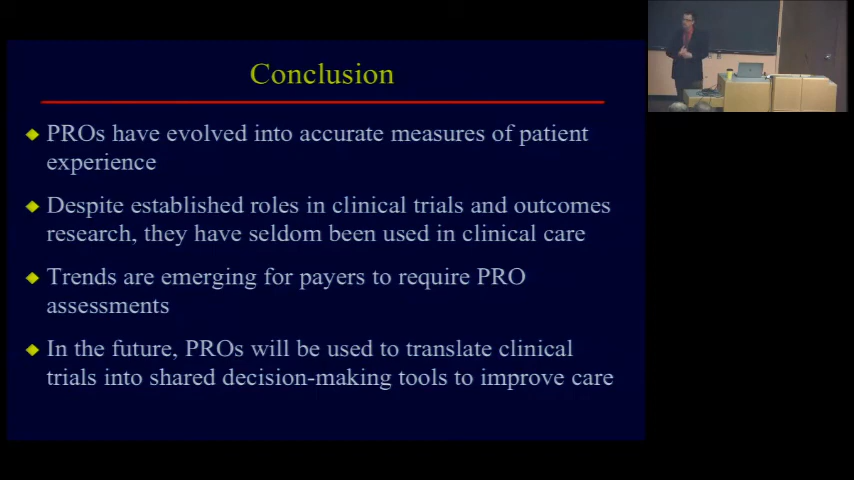 Conclusion
PROs have evolved into accurate measures of patient
experience
Despite established roles in clinical trials and outcomes
research, they have seldom been used in clinical care
Trends are emerging for payers to require PRO
assessments
In the future, PROs will be used to translate clinical
trials into shared decision-making tools to improve care